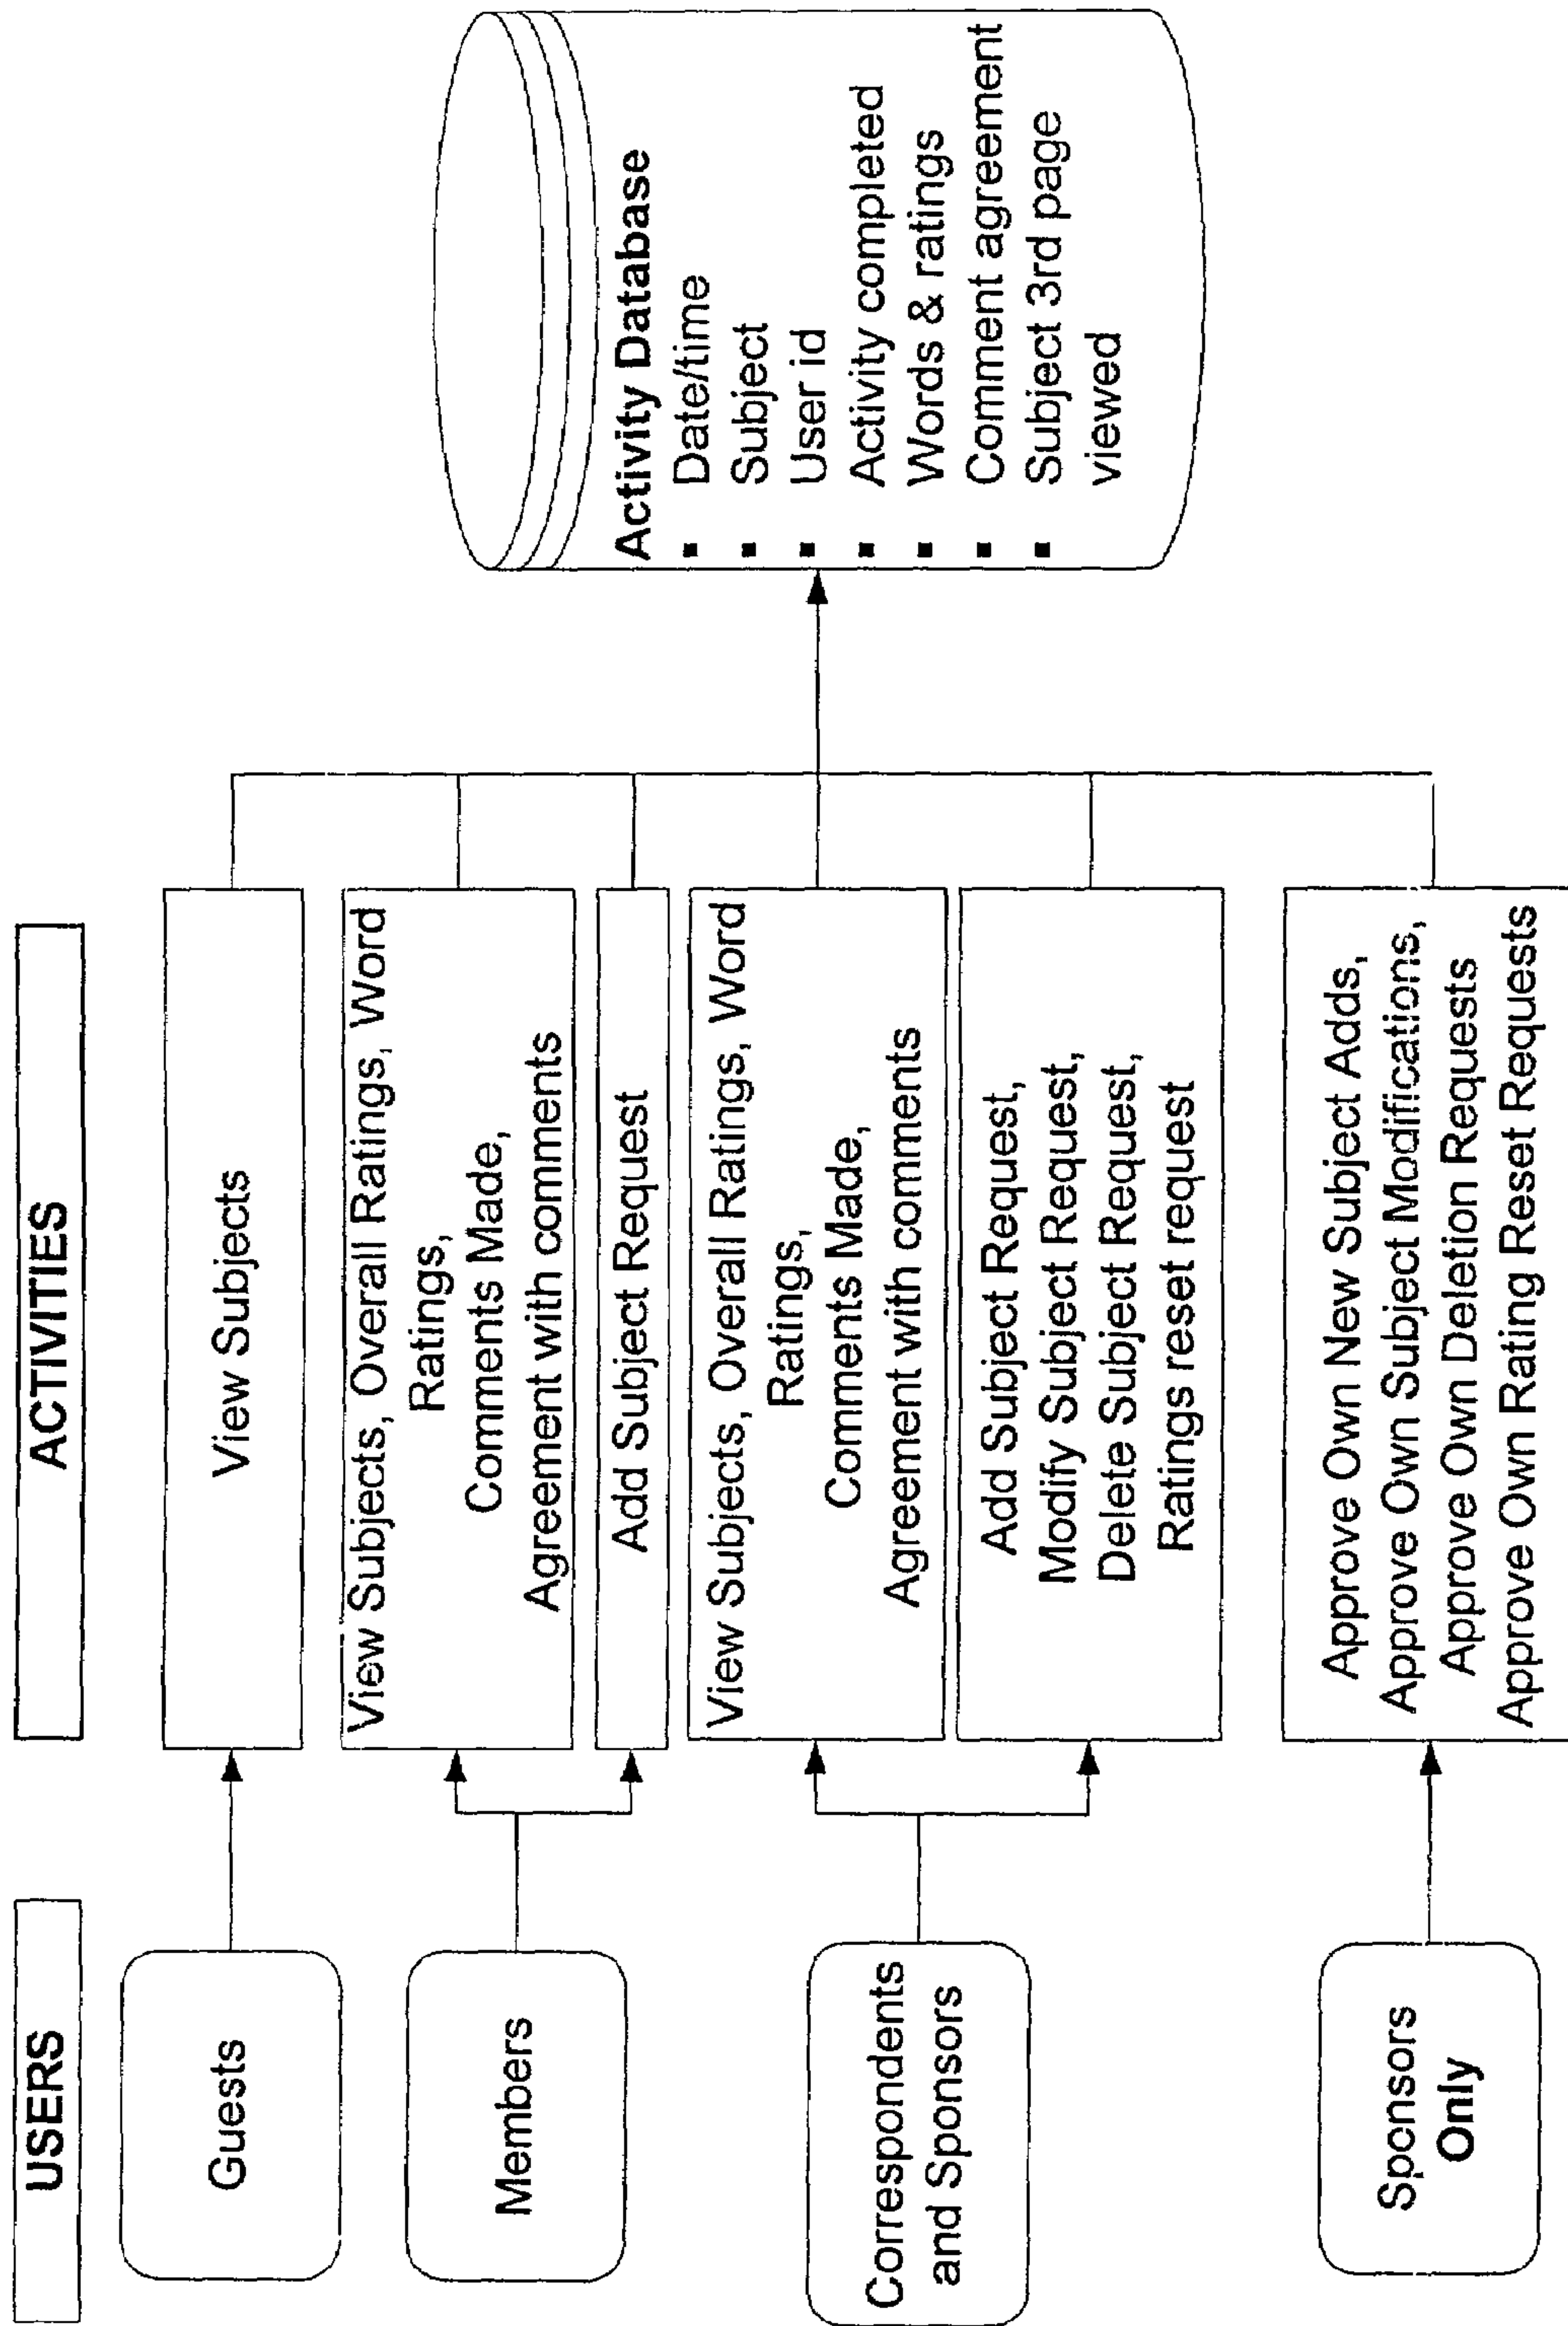 USERS
ACTIVITIES
Guests
View Subjects
Members
View Subjects, Overall Ratings, Word
Ratings,
Comments Made,
Agreement with comments
Add Subject Request
Correspondents
and Sponsors
View Subjects, Overall Ratings, Word
Ratings,
Comments Made,
Agreement with comments
Add Subject Request,
Modify Subject Request,
Delete Subject Request,
Ratings reset request
Sponsors
Only
Approve Own New Subject Adds,
Approve Own Subject Modifications,
Approve Own Deletion Requests
Approve Own Rating Reset Requests
Activity Database
▪ Date/time
▪ Subject
▪ User id
▪ Activity completed
▪ Words & ratings
▪ Comment agreement
▪ Subject 3rd page
viewed